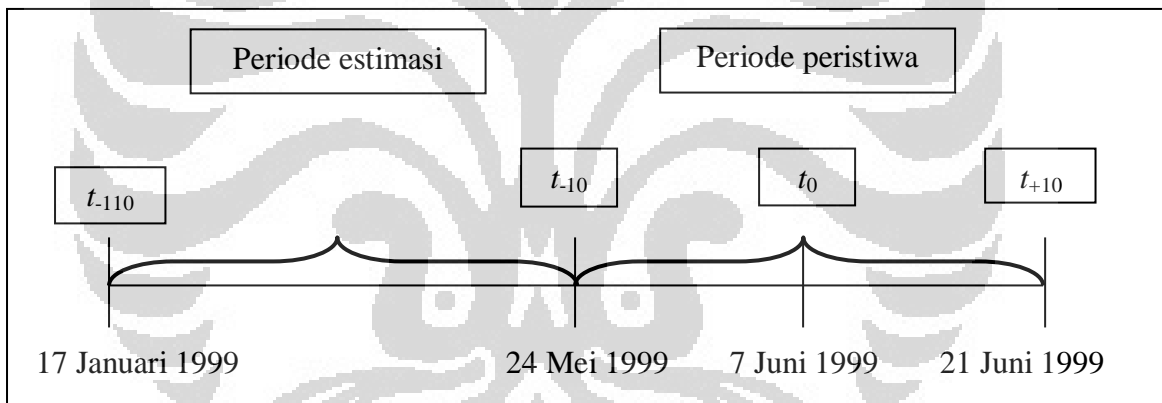 Periode estimasi
Periode peristiwa
t-110
t-10
t0
t+10
17 Januari 1999
24 Mei 1999
7 Juni 1999
21 Juni 1999